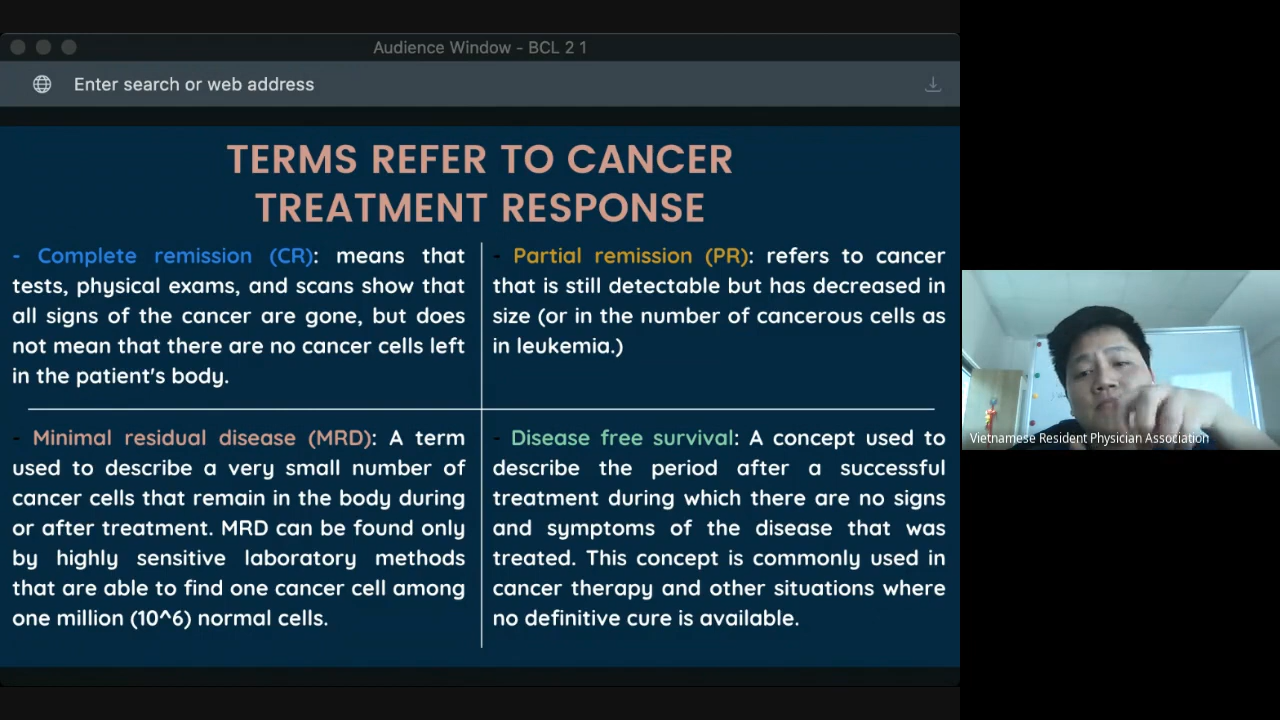 Audience Window - BCL 2 1
Enter search or web address
TERMS REFER TO CANCER
TREATMENT RESPONSE
- Complete remission (CR): means that
tests, physical exams, and scans show that
all signs of the cancer are gone, but does
not mean that there are no cancer cells left
in the patient's body.
- Partial remission (PR): refers to cancer
that is still detectable but has decreased in
size (or in the number of cancerous cells as
in leukemia.)
- Minimal residual disease (MRD): A term
used to describe a very small number of
cancer cells that remain in the body during
or after treatment. MRD can be found only
by highly sensitive laboratory methods
that are able to find one cancer cell among
one million (10^6) normal cells.
- Disease free survival: A concept used to
describe the period after a successful
treatment during which there are no signs
and symptoms of the disease that was
treated. This concept is commonly used in
cancer therapy and other situations where
no definitive cure is available.
Vietnamese Resident Physician Association